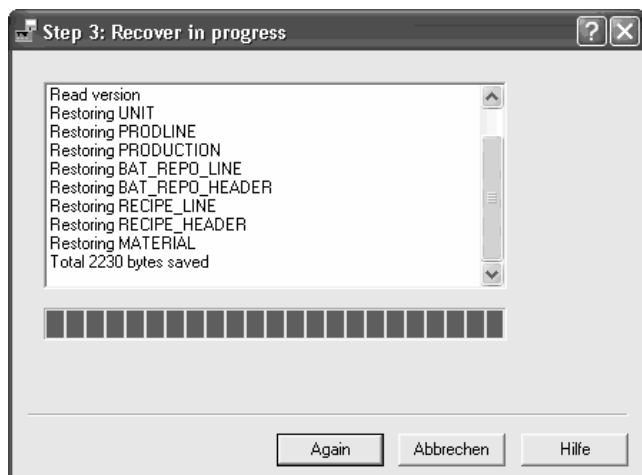 Step 3: Recover in progress
Read version
Restoring UNIT
Restoring PRODLINE
Restoring PRODUCTION
Restoring BAT_REPO_LINE
Restoring BAT_REPO_HEADER
Restoring RECIPE_LINE
Restoring RECIPE_HEADER
Restoring MATERIAL
Total 2230 bytes saved
Again Abbrechen Hilfe